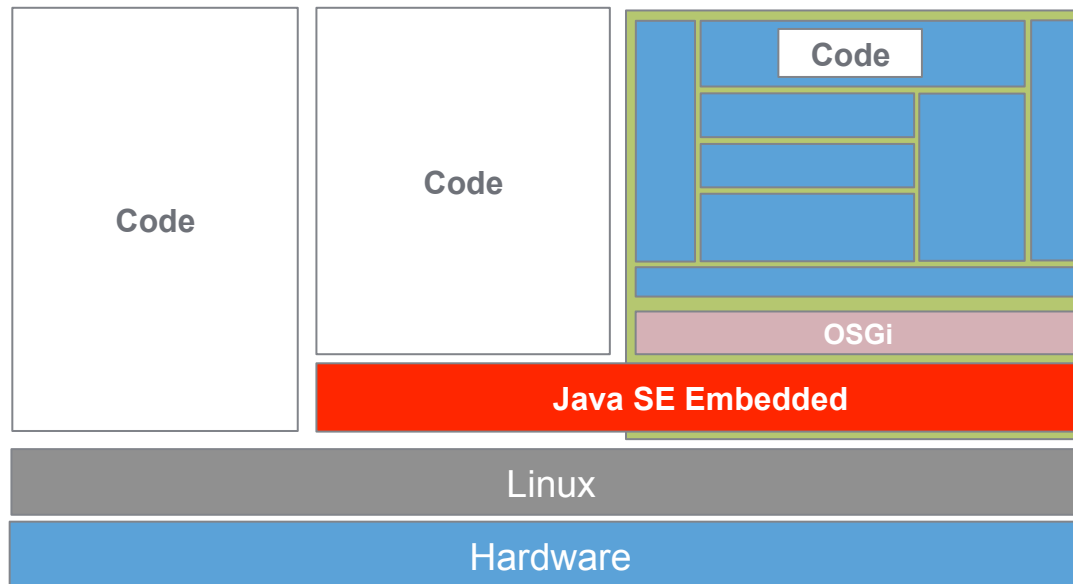 Code
Code
Code
OSGi
Java SE Embedded
Linux
Hardware